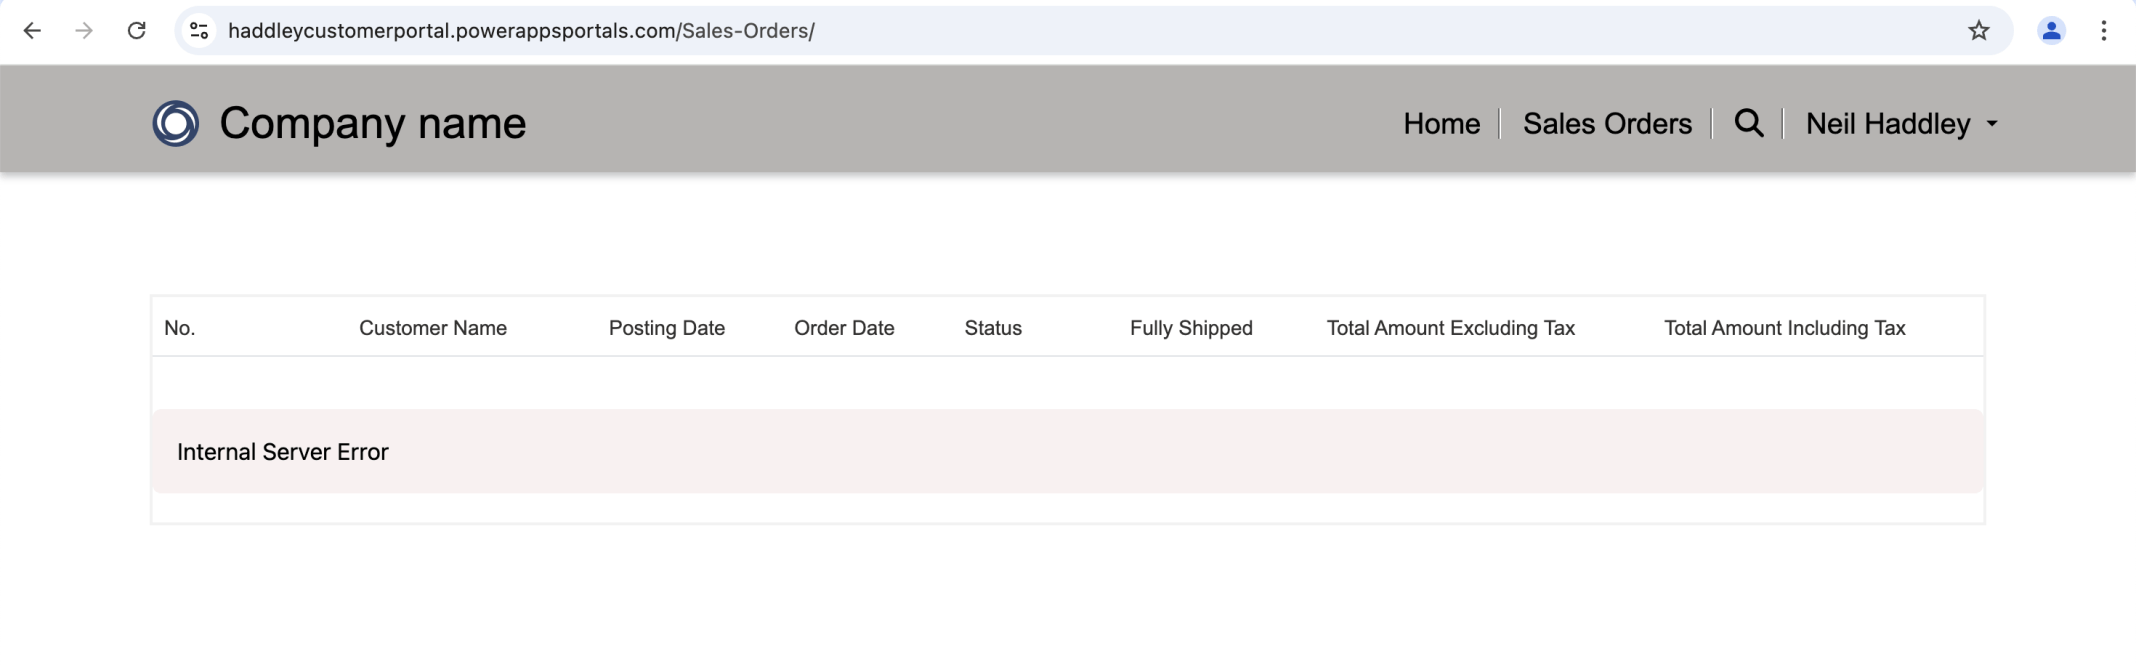 haddleycustomerportal.powerappsportals.com/Sales-Orders/
Company name
Home Sales Orders Neil Haddley
No. Customer Name Posting Date Order Date Status Fully Shipped Total Amount Excluding Tax Total Amount Including Tax
Internal Server Error